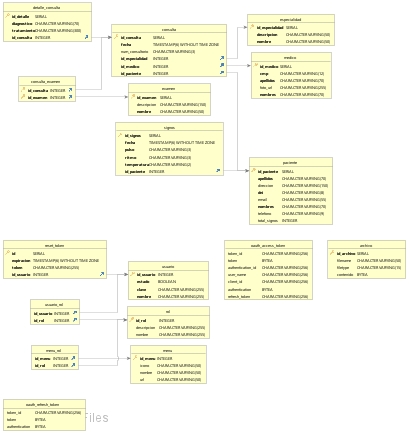 detalle_consulta
id_detalle SERIAL
diagnostico CHARACTER VARYING(70)
tratamiento CHARACTER VARYING(300)
id_consulta INTEGER
consulta
id_consulta SERIAL
fecha TIMESTAMP(6) WITHOUT TIME ZONE
num_consultorio CHARACTER VARYING(3)
id_especialidad INTEGER
id_medico INTEGER
id_paciente INTEGER
especialidad
id_especialidad SERIAL
descripcion CHARACTER VARYING(150)
nombre CHARACTER VARYING(50)
medico
id_medico SERIAL
cmp CHARACTER VARYING(12)
apellidos CHARACTER VARYING(70)
foto_url CHARACTER VARYING(255)
nombres CHARACTER VARYING(70)
consulta_examen
id_consulta INTEGER
id_examen INTEGER
examen
id_examen SERIAL
descripcion CHARACTER VARYING(150)
nombre CHARACTER VARYING(50)
signos
id_signos SERIAL
fecha TIMESTAMP(6) WITHOUT TIME ZONE
pulso CHARACTER VARYING(4)
ritmo CHARACTER VARYING(4)
temperatura CHARACTER VARYING(2)
id_paciente INTEGER
paciente
id_paciente SERIAL
apellidos CHARACTER VARYING(70)
direccion CHARACTER VARYING(150)
dni CHARACTER VARYING(8)
email CHARACTER VARYING(55)
nombres CHARACTER VARYING(70)
telefono CHARACTER VARYING(9)
total_signos INTEGER
reset_token
id SERIAL
expiracion TIMESTAMP(6) WITHOUT TIME ZONE
token CHARACTER VARYING(255)
id_usuario INTEGER
usuario
id_usuario INTEGER
estado BOOLEAN
clave CHARACTER VARYING(255)
nombre CHARACTER VARYING(255)
oauth_access_token
token_id CHARACTER VARYING(256)
token BYTEA
authentication_id CHARACTER VARYING(256)
user_name CHARACTER VARYING(256)
client_id CHARACTER VARYING(256)
authentication BYTEA
refresh_token CHARACTER VARYING(256)
archivo
id_archivo SERIAL
filename CHARACTER VARYING(50)
filetype CHARACTER VARYING(15)
contenido BYTEA
usuario_rol
id_usuario INTEGER
id_rol INTEGER
rol
id_rol INTEGER
descripcion CHARACTER VARYING(255)
nombre CHARACTER VARYING(255)
menu_rol
id_menu INTEGER
id_rol INTEGER
menu
id_menu INTEGER
icono CHARACTER VARYING(20)
nombre CHARACTER VARYING(20)
url CHARACTER VARYING(50)
oauth_refresh_token
token_id CHARACTER VARYING(256)
token BYTEA
authentication BYTEA
Files